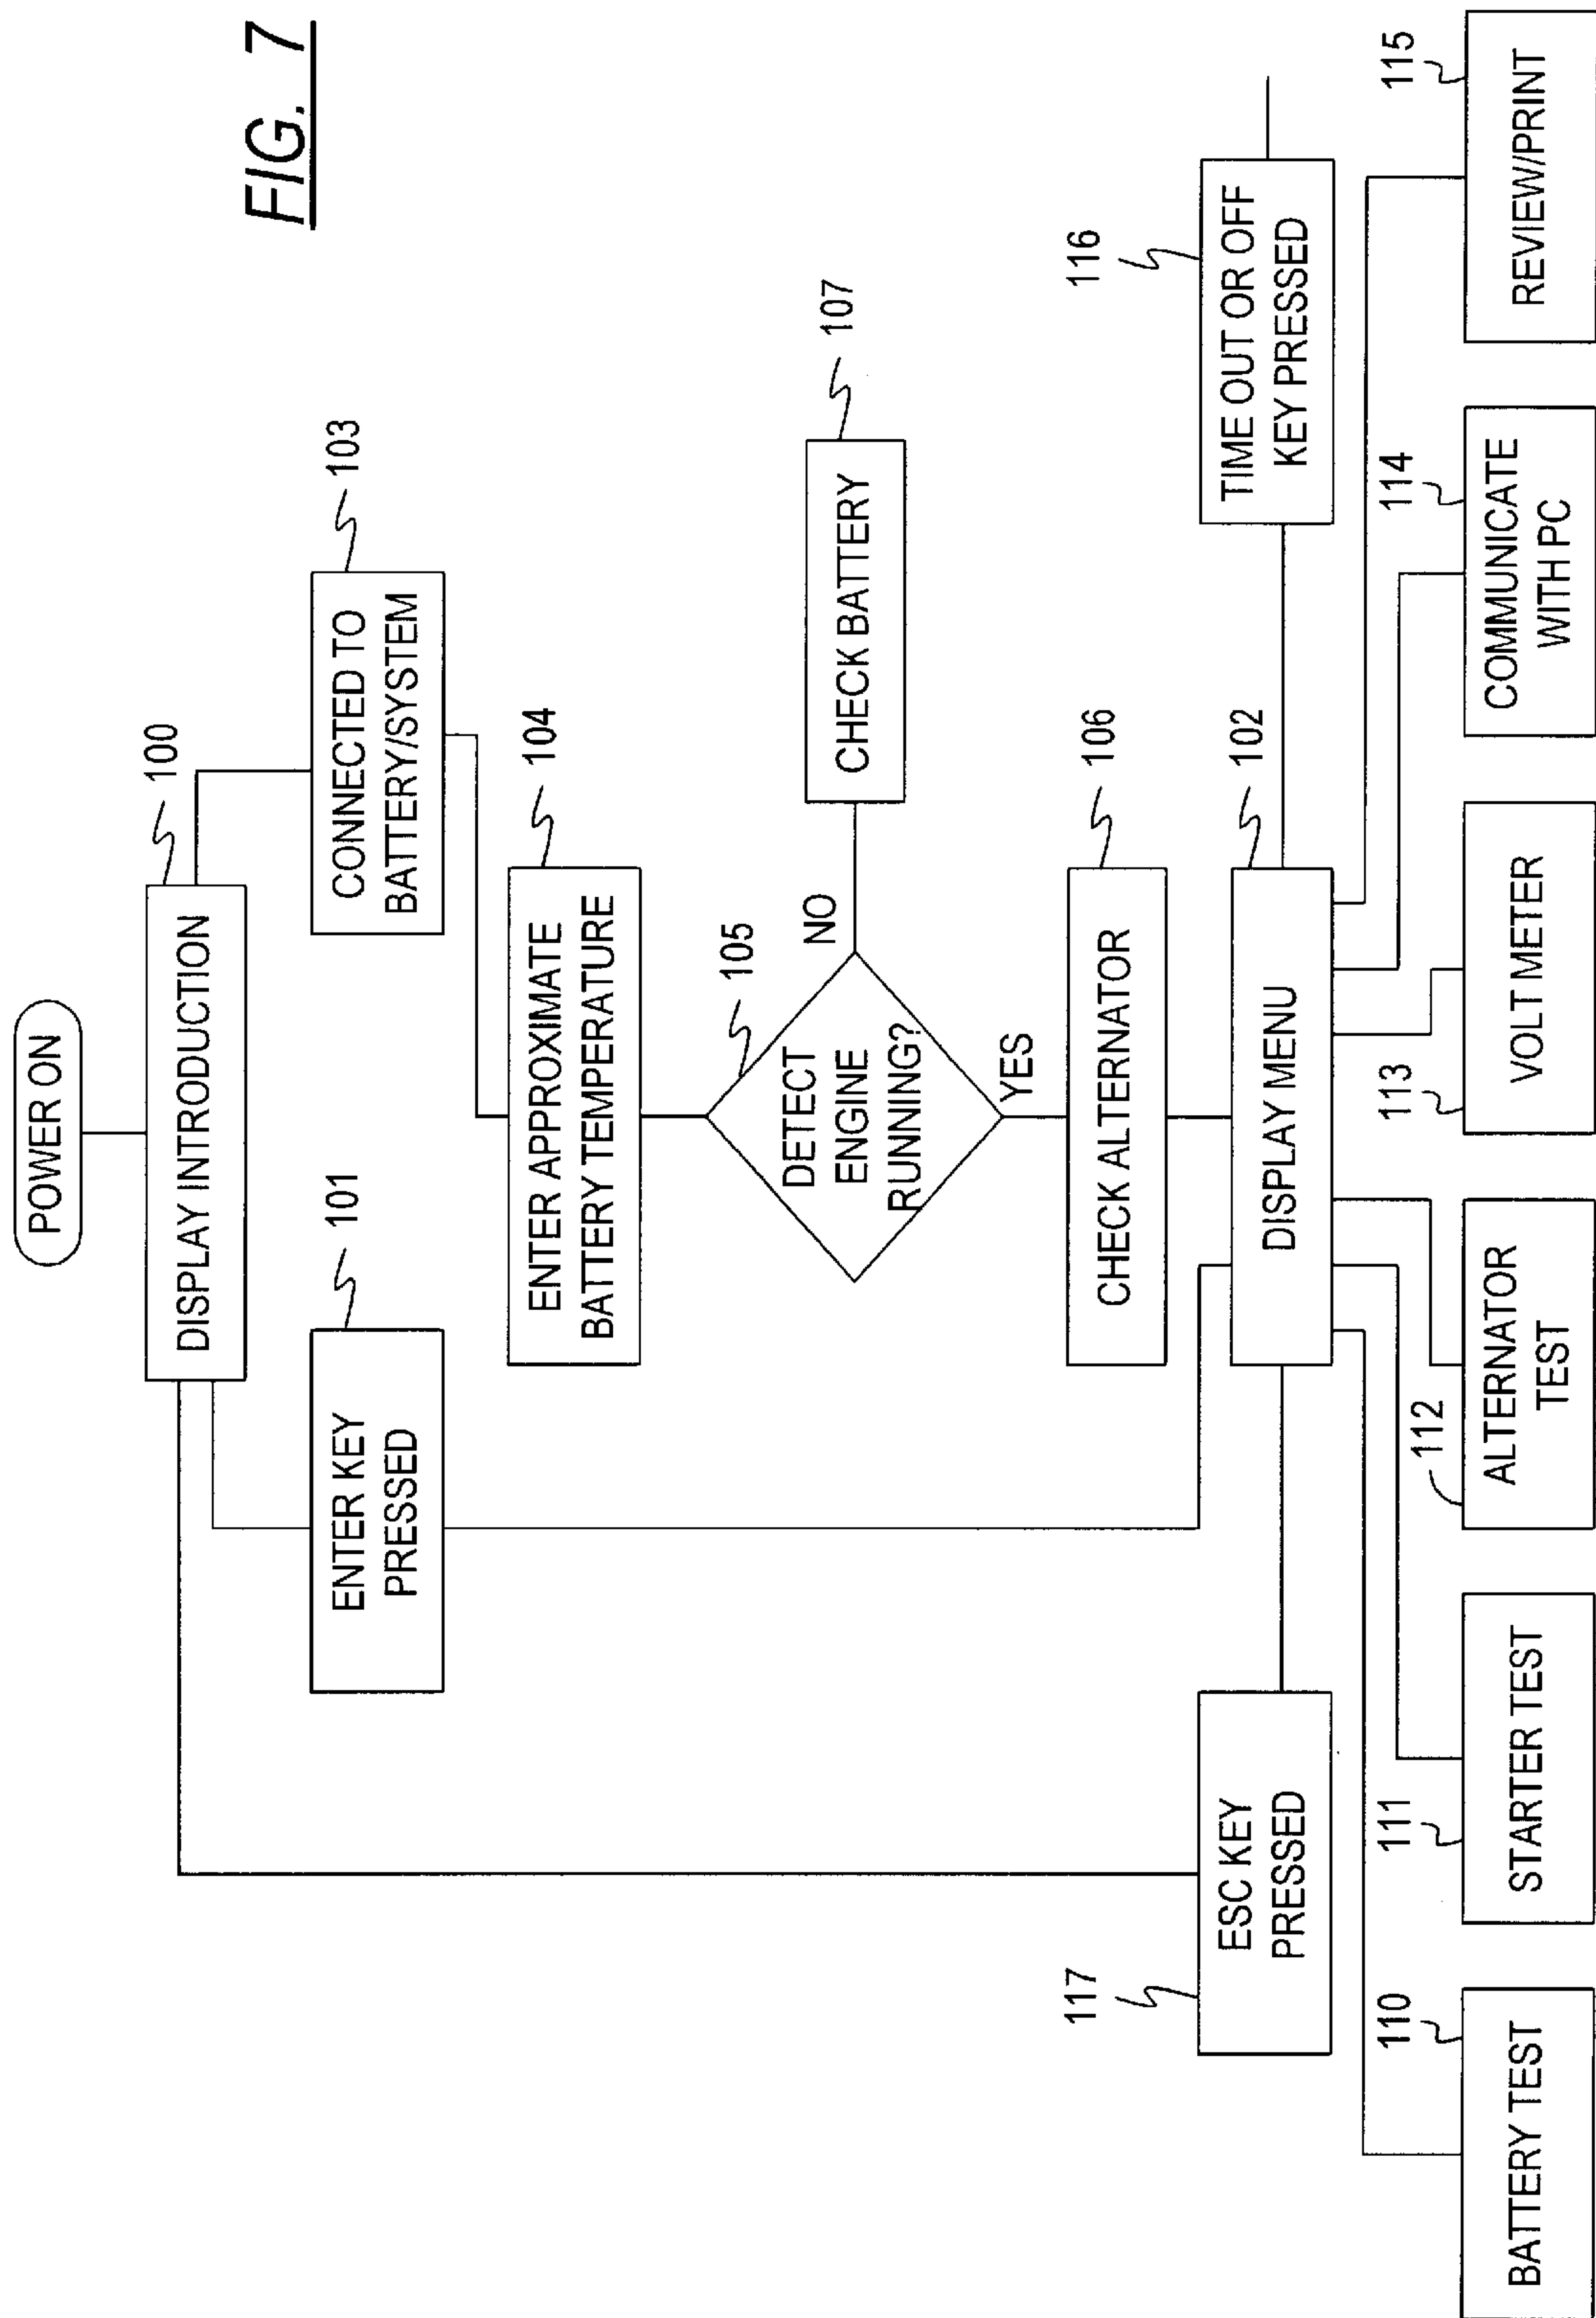 FIG. 7
POWER ON
100
DISPLAY INTRODUCTION
101
ENTER KEY
PRESSED
103
CONNECTED TO
BATTERY/SYSTEM
104
ENTER APPROXIMATE
BATTERY TEMPERATURE
105
DETECT
ENGINE
RUNNING?
NO
107
CHECK BATTERY
YES
106
CHECK ALTERNATOR
117
ESC KEY
PRESSED
102
DISPLAY MENU
116
TIME OUT OR OFF
KEY PRESSED
110
BATTERY TEST
111
STARTER TEST
112
ALTERNATOR
TEST
113
VOLT METER
114
COMMUNICATE
WITH PC
115
REVIEW/PRINT